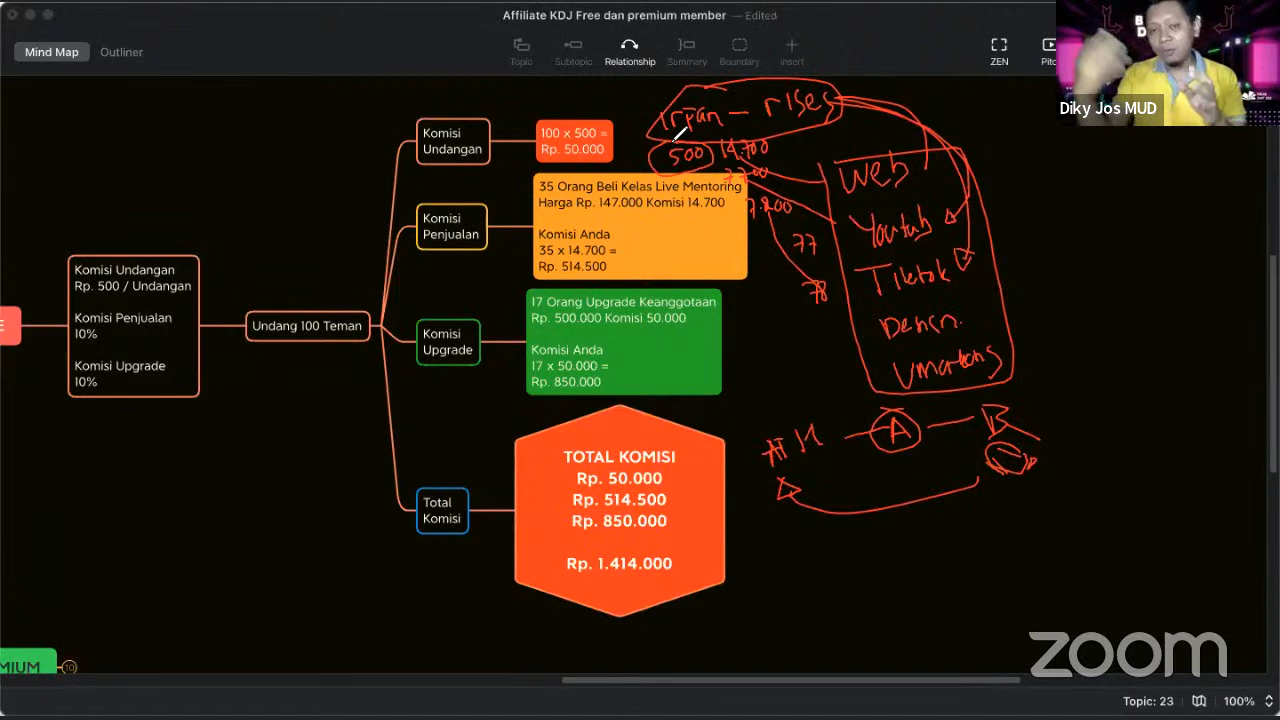 Affiliate KDJ Free dan premium member — Edited
Mind Map
Outliner
Topic
Subtopic
Relationship
Summary
Boundary
Insert
ZEN
Diky Jos MUD
Komisi Undangan
Rp. 500 / Undangan
Komisi Penjualan
10%
Komisi Upgrade
10%
Undang 100 Teman
Komisi
Undangan
100 x 500 =
Rp. 50.000
Komisi
Penjualan
35 Orang Beli Kelas Live Mentoring
Harga Rp. 147.000 Komisi 14.700
Komisi Anda
35 x 14.700 =
Rp. 514.500
Komisi
Upgrade
17 Orang Upgrade Keanggotaan
Rp. 500.000 Komisi 50.000
Komisi Anda
17 x 50.000 =
Rp. 850.000
Total
Komisi
TOTAL KOMISI
Rp. 50.000
Rp. 514.500
Rp. 850.000
Rp. 1.414.000
rises
500 14.700
Web
Youtub
Tiktok
77
78
A
B
zoom
Topic: 23
100%